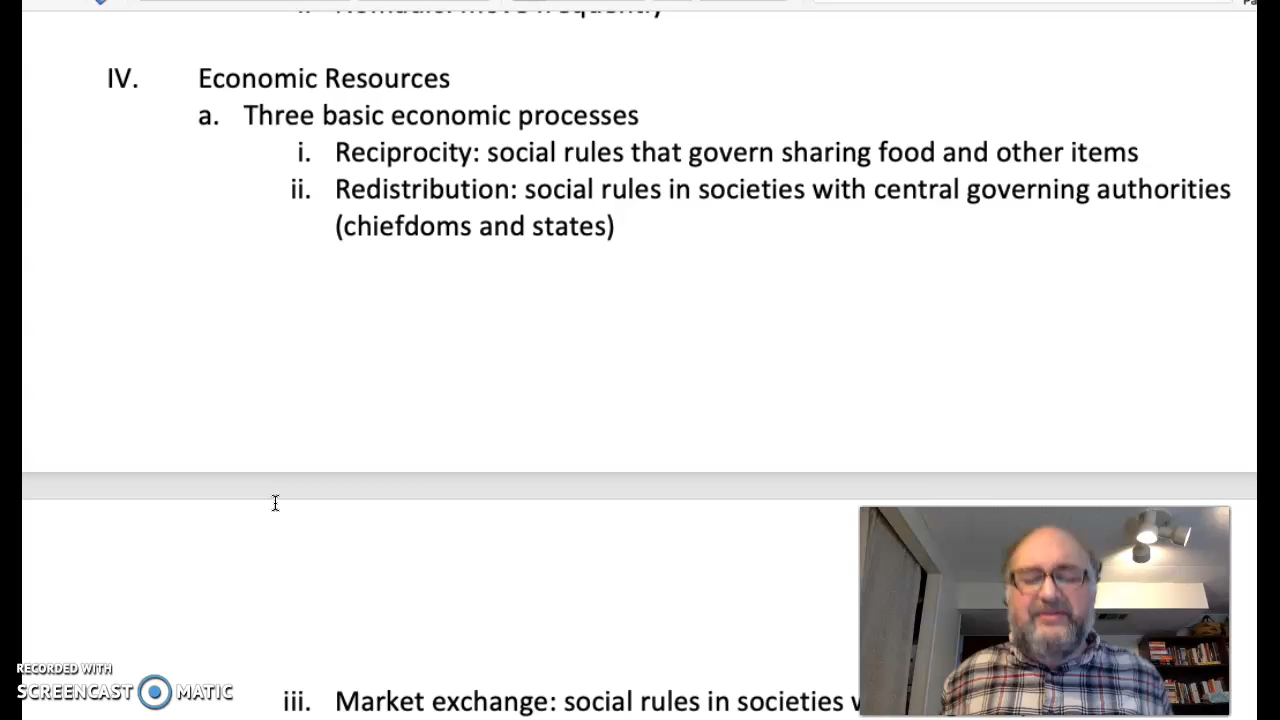 IV. Economic Resources
a. Three basic economic processes
i. Reciprocity: social rules that govern sharing food and other items
ii. Redistribution: social rules in societies with central governing authorities
(chiefdoms and states)
RECORDED WITH
SCREENCAST MATIC
iii. Market exchange: social rules in societies